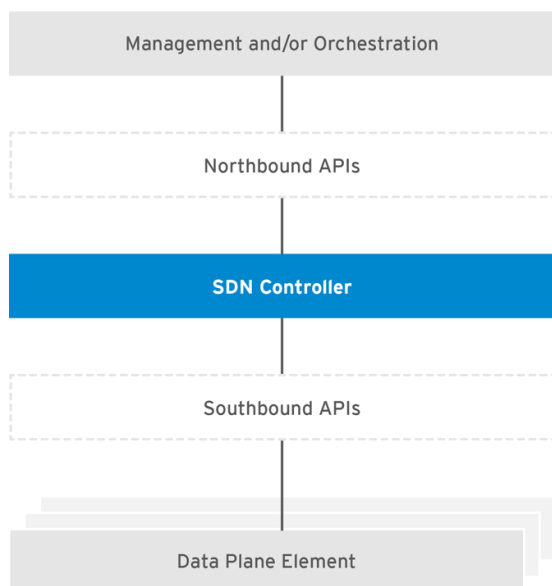 Management and/or Orchestration
Northbound APIs
SDN Controller
Southbound APIs
Data Plane Element